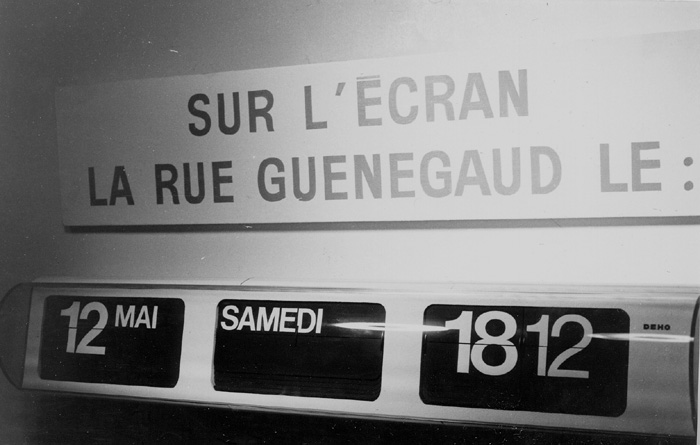 SUR L'ÉCRAN
LA RUE GUENEGAUD LE :
12 MAI SAMEDI 18 12
DEHO